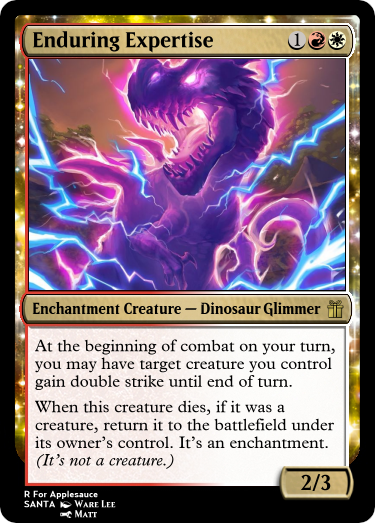 Enduring Expertise 1
Enchantment Creature — Dinosaur Glimmer
At the beginning of combat on your turn,
you may have target creature you control
gain double strike until end of turn.
When this creature dies, if it was a
creature, return it to the battlefield under
its owner's control. It's an enchantment.
(It's not a creature.)
2/3
R For Applesauce
SANTA Ware Lee
Matt